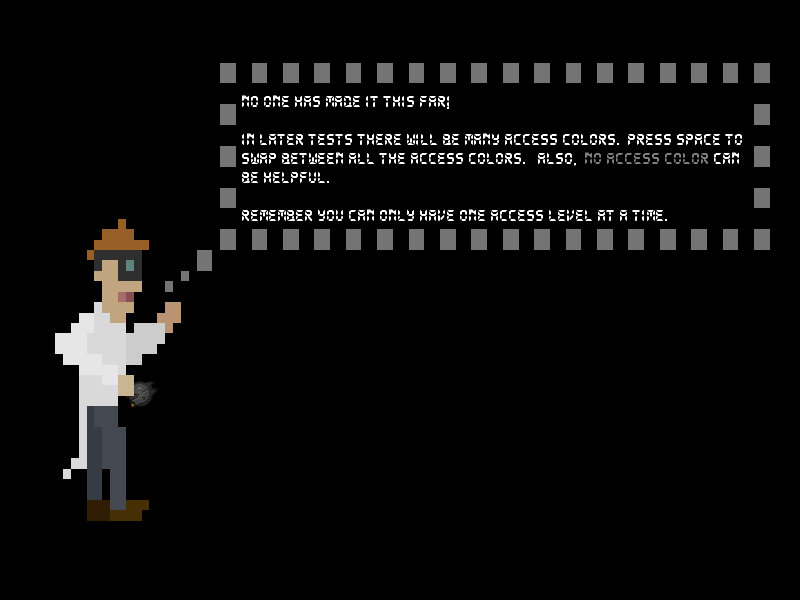 NO ONE HAS MADE IT THIS FAR!
IN LATER TESTS THERE WILL BE MANY ACCESS COLORS. PRESS SPACE TO
SWAP BETWEEN ALL THE ACCESS COLORS. ALSO, NO ACCESS COLOR CAN
BE HELPFUL.
REMEMBER YOU CAN ONLY HAVE ONE ACCESS LEVEL AT A TIME.